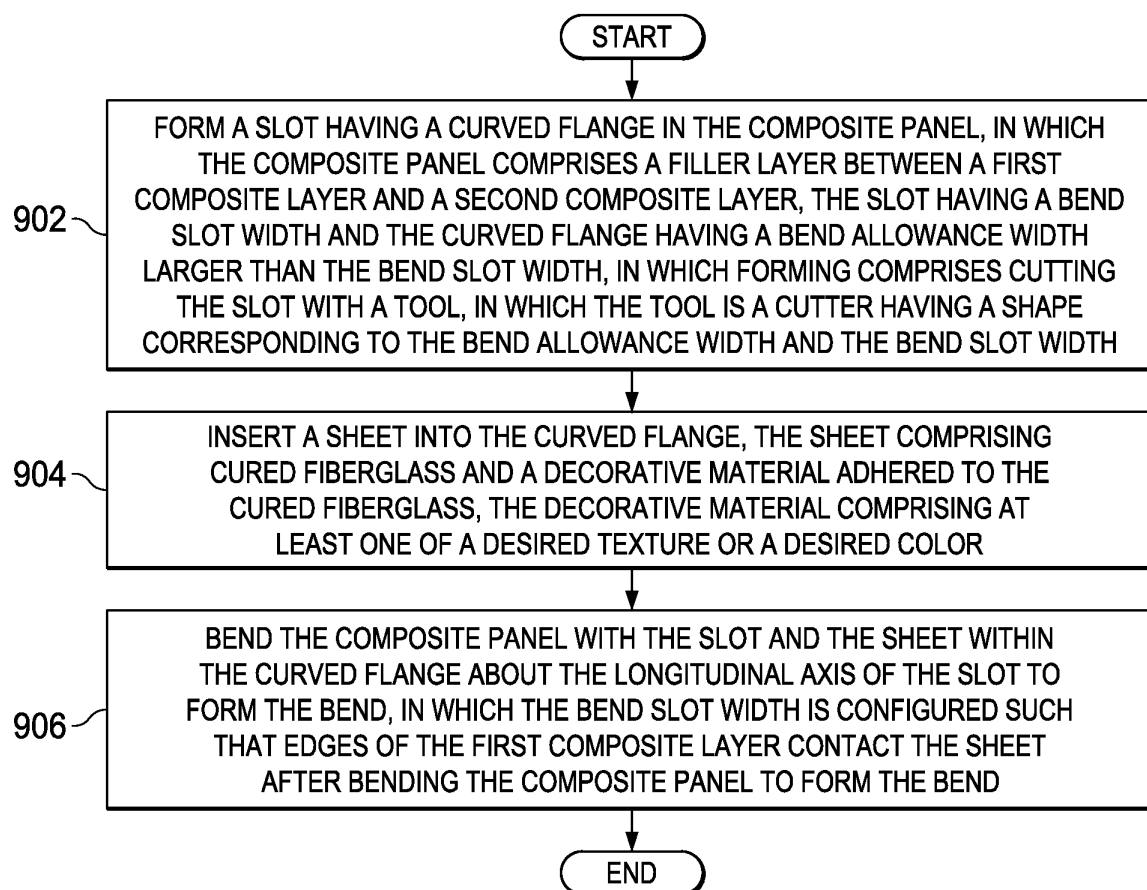 START
FORM A SLOT HAVING A CURVED FLANGE IN THE COMPOSITE PANEL, IN WHICH
THE COMPOSITE PANEL COMPRISES A FILLER LAYER BETWEEN A FIRST
COMPOSITE LAYER AND A SECOND COMPOSITE LAYER, THE SLOT HAVING A BEND
SLOT WIDTH AND THE CURVED FLANGE HAVING A BEND ALLOWANCE WIDTH
LARGER THAN THE BEND SLOT WIDTH, IN WHICH FORMING COMPRISES CUTTING
THE SLOT WITH A TOOL, IN WHICH THE TOOL IS A CUTTER HAVING A SHAPE
CORRESPONDING TO THE BEND ALLOWANCE WIDTH AND THE BEND SLOT WIDTH
902
INSERT A SHEET INTO THE CURVED FLANGE, THE SHEET COMPRISING
CURED FIBERGLASS AND A DECORATIVE MATERIAL ADHERED TO THE
CURED FIBERGLASS, THE DECORATIVE MATERIAL COMPRISING AT
LEAST ONE OF A DESIRED TEXTURE OR A DESIRED COLOR
904
BEND THE COMPOSITE PANEL WITH THE SLOT AND THE SHEET WITHIN
THE CURVED FLANGE ABOUT THE LONGITUDINAL AXIS OF THE SLOT TO
FORM THE BEND, IN WHICH THE BEND SLOT WIDTH IS CONFIGURED SUCH
THAT EDGES OF THE FIRST COMPOSITE LAYER CONTACT THE SHEET
AFTER BENDING THE COMPOSITE PANEL TO FORM THE BEND
906
END